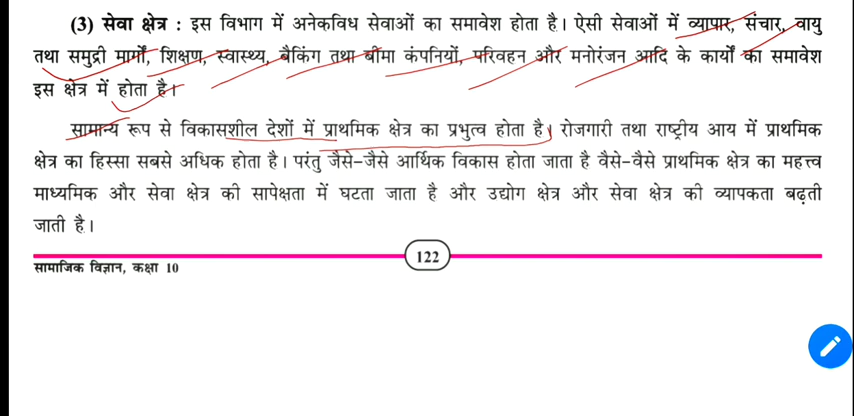 (3) सेवा क्षेत्र : इस विभाग में अनेकविध सेवाओं का समावेश होता है। ऐसी सेवाओं में व्यापार, संचार, वायु
तथा समुद्री मार्गों, शिक्षण, स्वास्थ्य, बैकिंग तथा बीमा कंपनियों, परिवहन और मनोरंजन आदि के कार्यों का समावेश
इस क्षेत्र में होता है।
सामान्य रूप से विकासशील देशों में प्राथमिक क्षेत्र का प्रभुत्व होता है। रोजगारी तथा राष्ट्रीय आय में प्राथमिक
क्षेत्र का हिस्सा सबसे अधिक होता है। परंतु जैसे-जैसे आर्थिक विकास होता जाता है वैसे-वैसे प्राथमिक क्षेत्र का महत्त्व
माध्यमिक और सेवा क्षेत्र की सापेक्षता में घटता जाता है और उद्योग क्षेत्र और सेवा क्षेत्र की व्यापकता बढ़ती
जाती है।
122
सामाजिक विज्ञान, कक्षा 10